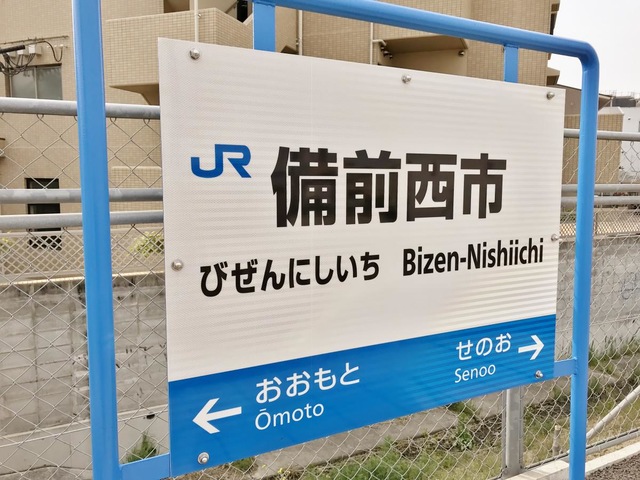 JR 備前西市
びぜんにしいち Bizen-Nishiichi
← おおもと
Ōmoto
せのお →
Senoo